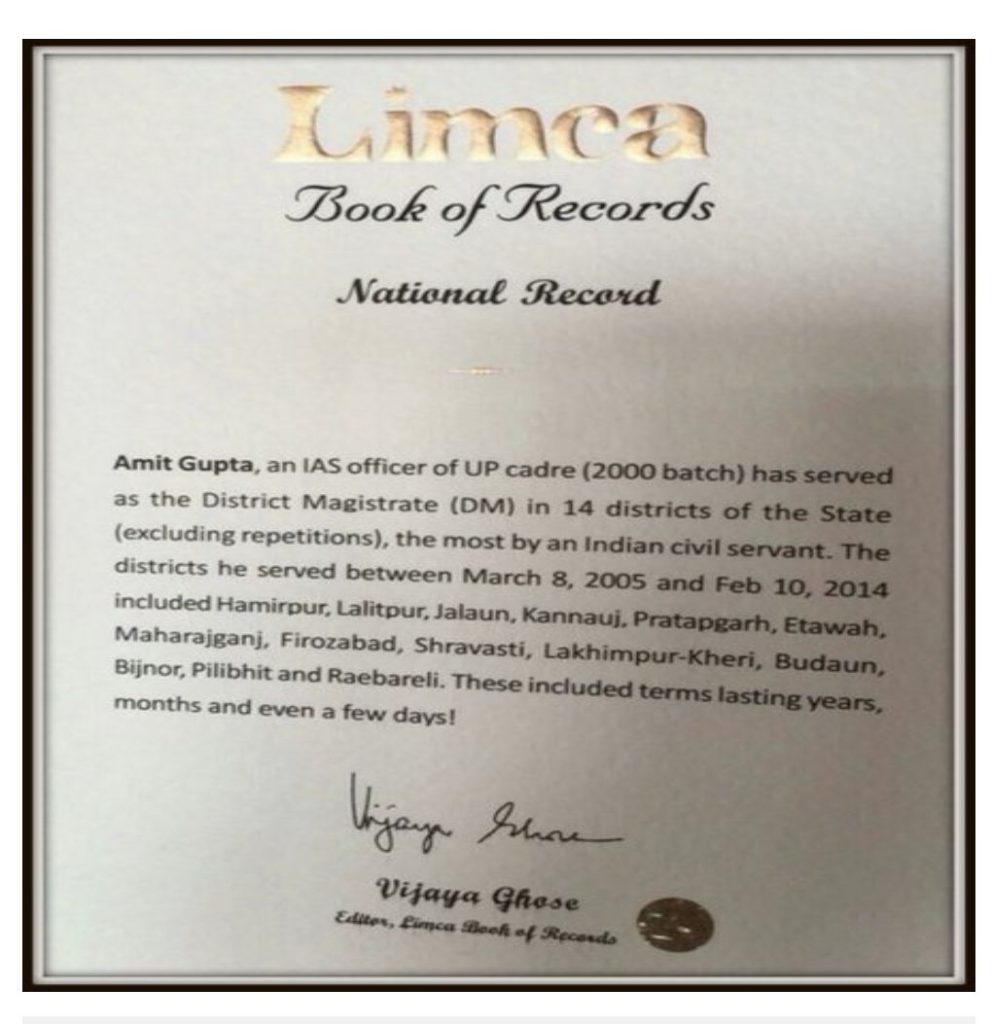 Limca
Book of Records
National Record
Amit Gupta, an IAS officer of UP cadre (2000 batch) has served
as the District Magistrate (DM) in 14 districts of the State
(excluding repetitions), the most by an Indian civil servant. The
districts he served between March 8, 2005 and Feb 10, 2014
included Hamirpur, Lalitpur, Jalaun, Kannauj, Pratapgarh, Etawah,
Maharajganj, Firozabad, Shravasti, Lakhimpur-Kheri, Budaun,
Bijnor, Pilibhit and Raebareli. These included terms lasting years,
months and even a few days!
Vijaya Ghose
Vijaya Ghose
Editor, Limca Book of Records